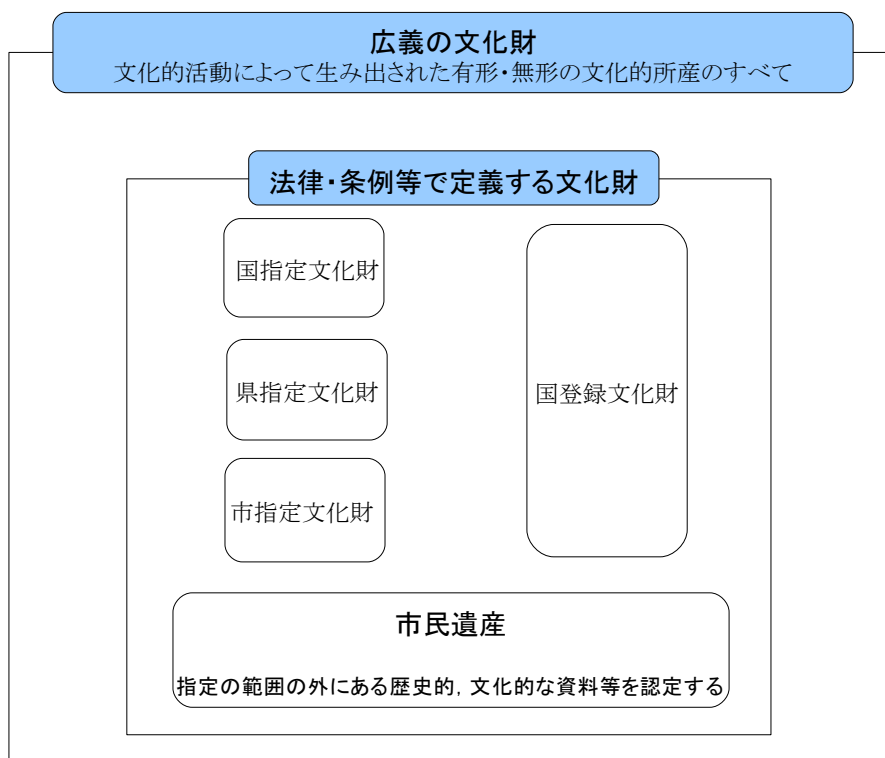 広義の文化財
文化的活動によって生み出された有形・無形の文化的所産のすべて
法律・条例等で定義する文化財
国指定文化財
県指定文化財
国登録文化財
市指定文化財
市民遺産
指定の範囲の外にある歴史的, 文化的な資料等を認定する